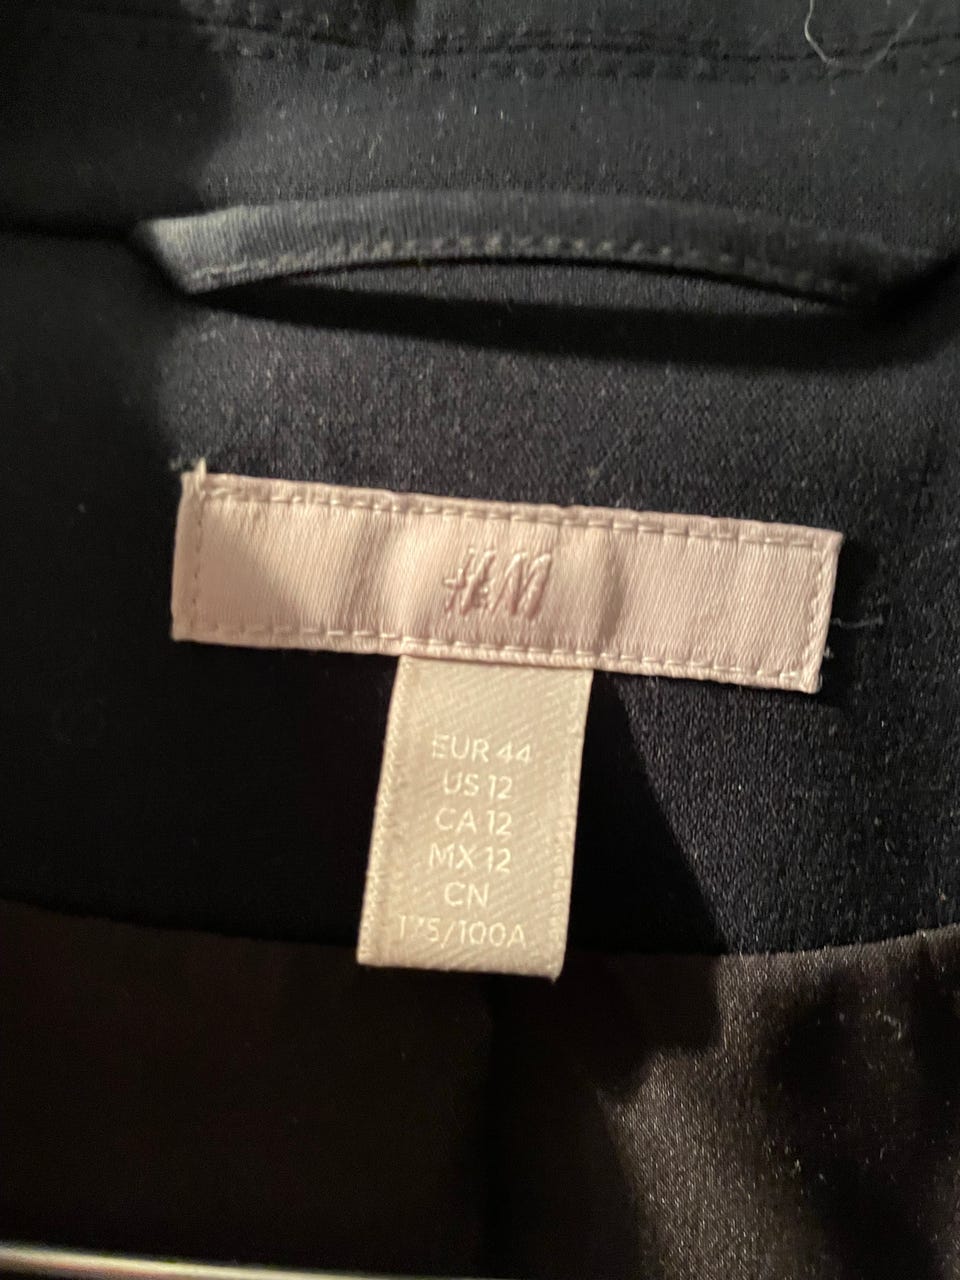 H&M
EUR 44
US 12
CA 12
MX 12
CN
175/100A